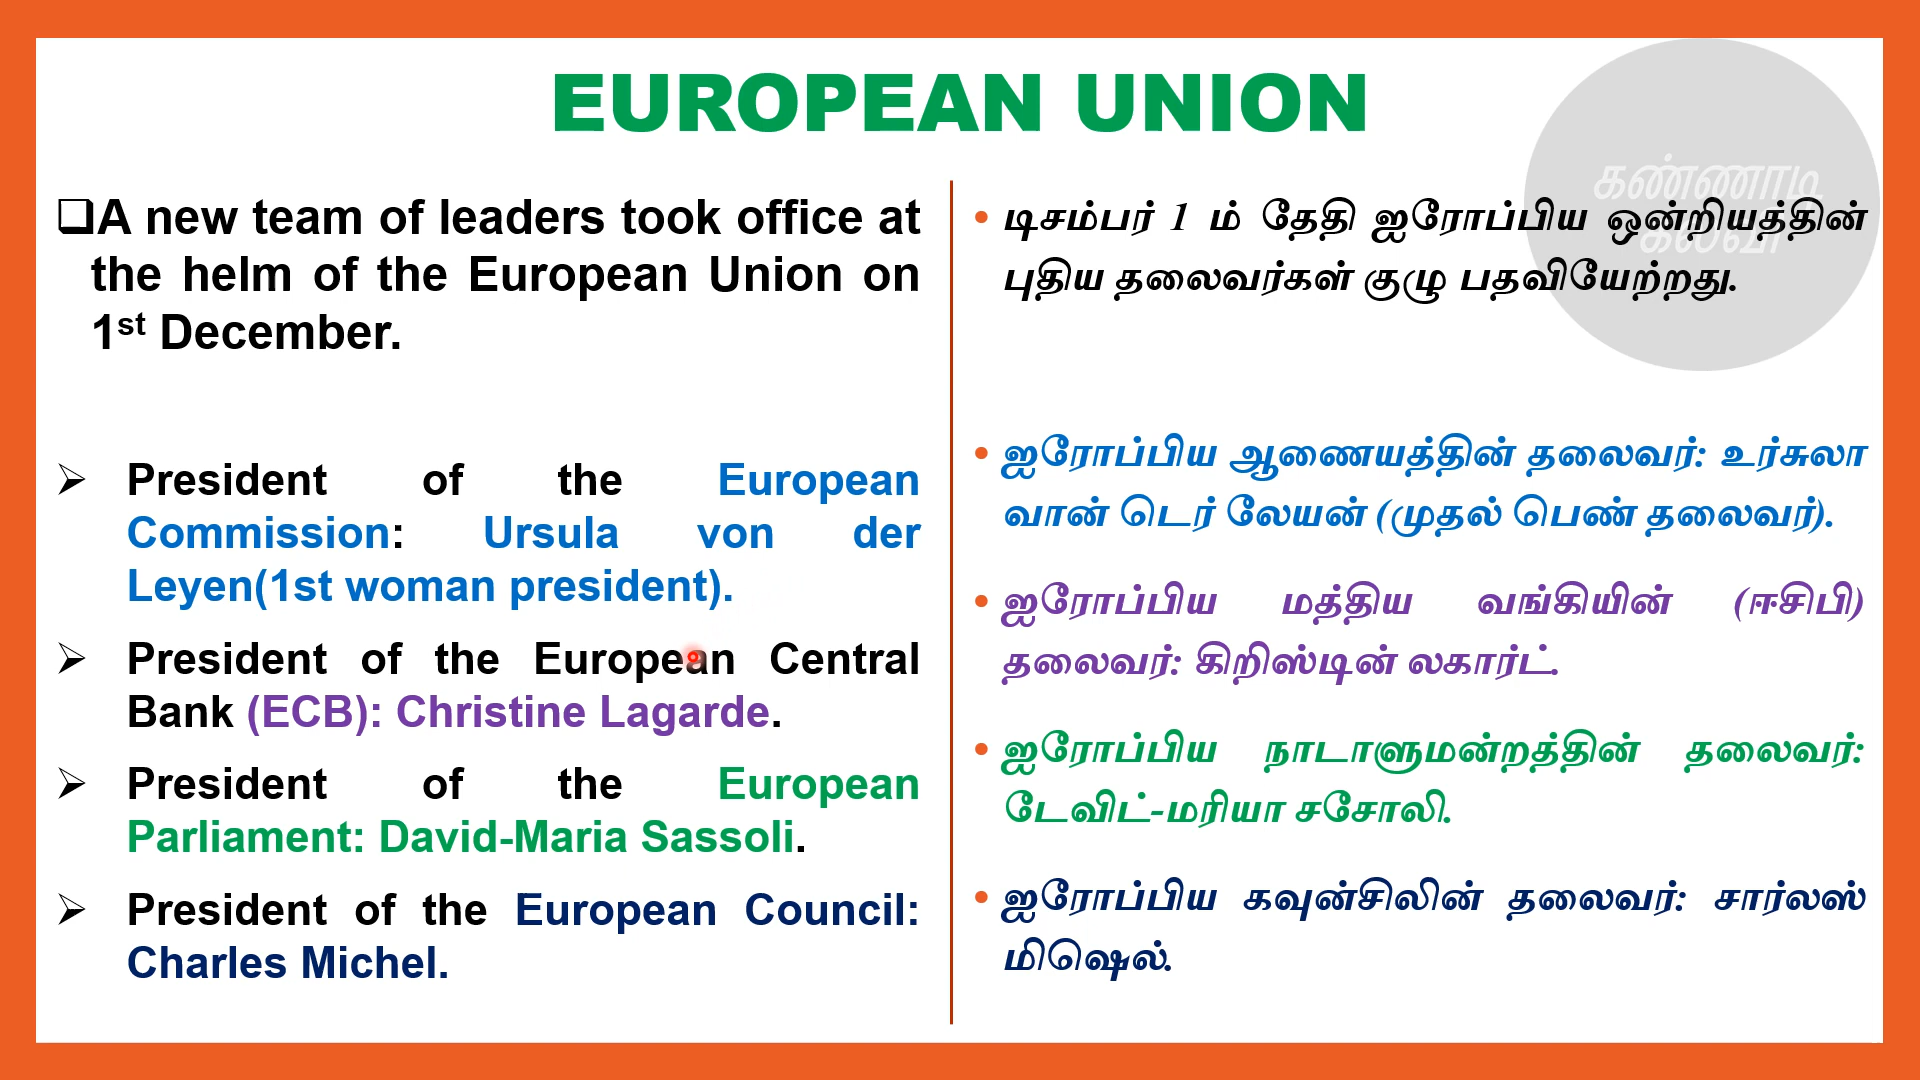 EUROPEAN UNION
❑A new team of leaders took office at
the helm of the European Union on
1st December.
➢ President of the European
Commission: Ursula von der
Leyen(1st woman president).
➢ President of the European Central
Bank (ECB): Christine Lagarde.
➢ President of the European
Parliament: David-Maria Sassoli.
➢ President of the European Council:
Charles Michel.
கண்ணாடி
கல்வி
• டிசம்பர் 1 ம் தேதி ஐரோப்பிய ஒன்றியத்தின்
புதிய தலைவர்கள் குழு பதவியேற்றது.
• ஐரோப்பிய ஆணையத்தின் தலைவர்: உர்சுலா
வான் டெர் லேயன் (முதல் பெண் தலைவர்).
• ஐரோப்பிய மத்திய வங்கியின் (ஈசிபி)
தலைவர்: கிறிஸ்டின் லகார்ட்.
• ஐரோப்பிய நாடாளுமன்றத்தின் தலைவர்:
டேவிட்-மரியா சசோலி.
• ஐரோப்பிய கவுன்சிலின் தலைவர்: சார்லஸ்
மிஷெல்.